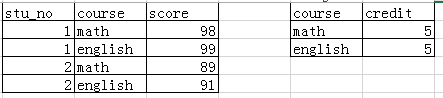 stu_no course score course credit
1 math 98 math 5
1 english 99 english 5
2 math 89
2 english 91